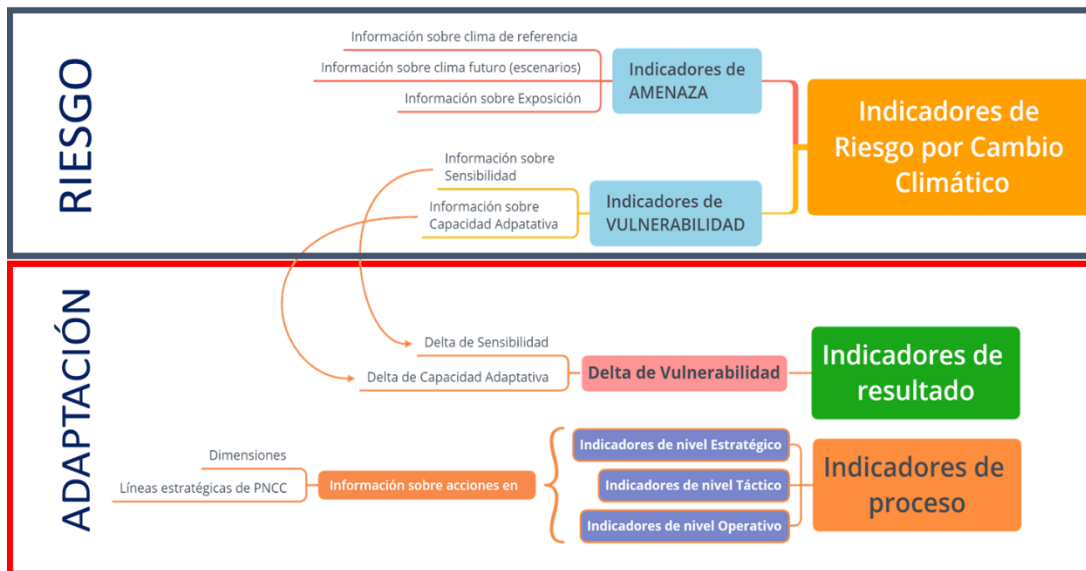 RIESGO
Información sobre clima de referencia
Información sobre clima futuro (escenarios)
Información sobre Exposición
Indicadores de
AMENAZA
Indicadores de
Riesgo por Cambio
Climático
Información sobre
Sensibilidad
Información sobre
Capacidad Adpatativa
Indicadores de
VULNERABILIDAD
ADAPTACIÓN
Delta de Sensibilidad
Delta de Capacidad Adaptativa
Delta de Vulnerabilidad
Indicadores de
resultado
Dimensiones
Líneas estratégicas de PNCC
Información sobre acciones en
Indicadores de nivel Estratégico
Indicadores de nivel Táctico
Indicadores de nivel Operativo
Indicadores de
proceso